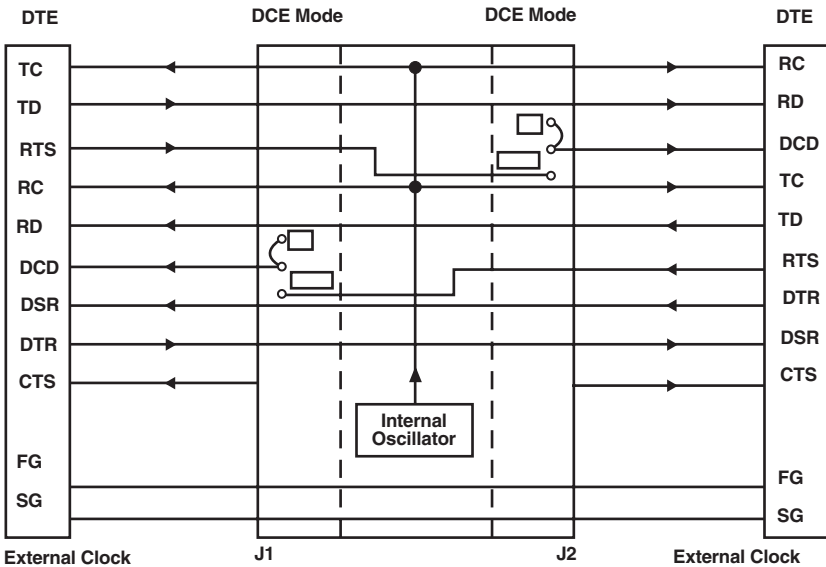 DTE DCE Mode DCE Mode DTE
TC RC
TD RD
RTS DCD
RC TC
RD TD
DCD RTS
DSR DTR
DTR DSR
CTS CTS
Internal
Oscillator
FG FG
SG SG
External Clock J1 J2 External Clock